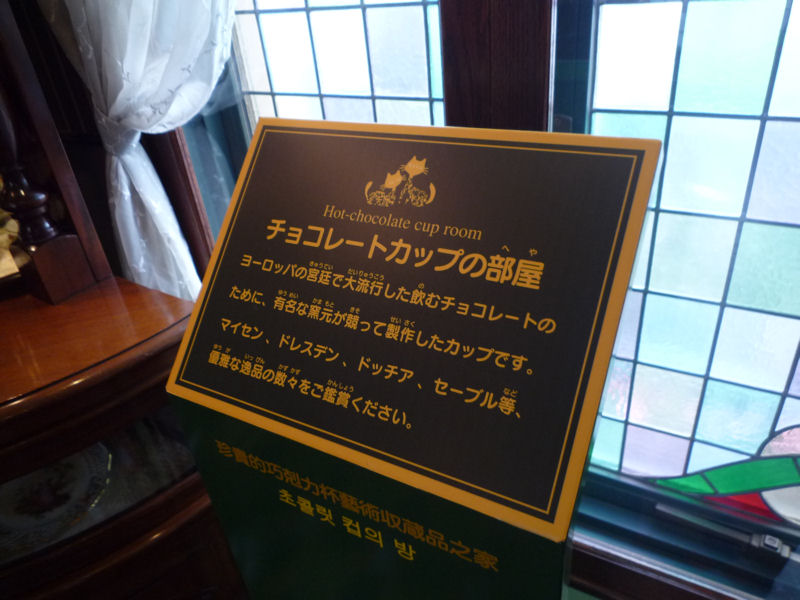 Hot-chocolate cup room
チョコレートカップの部屋
ヨーロッパの宮廷で大流行した飲むチョコレートの
ために、有名な窯元が競って製作したカップです。
マイセン、ドレスデン、ドッチア、セーブル等、
優雅な逸品の数々をご鑑賞ください。
珍寶的巧剋力杯藝術收蔵品之家
초콜릿 컵의 방